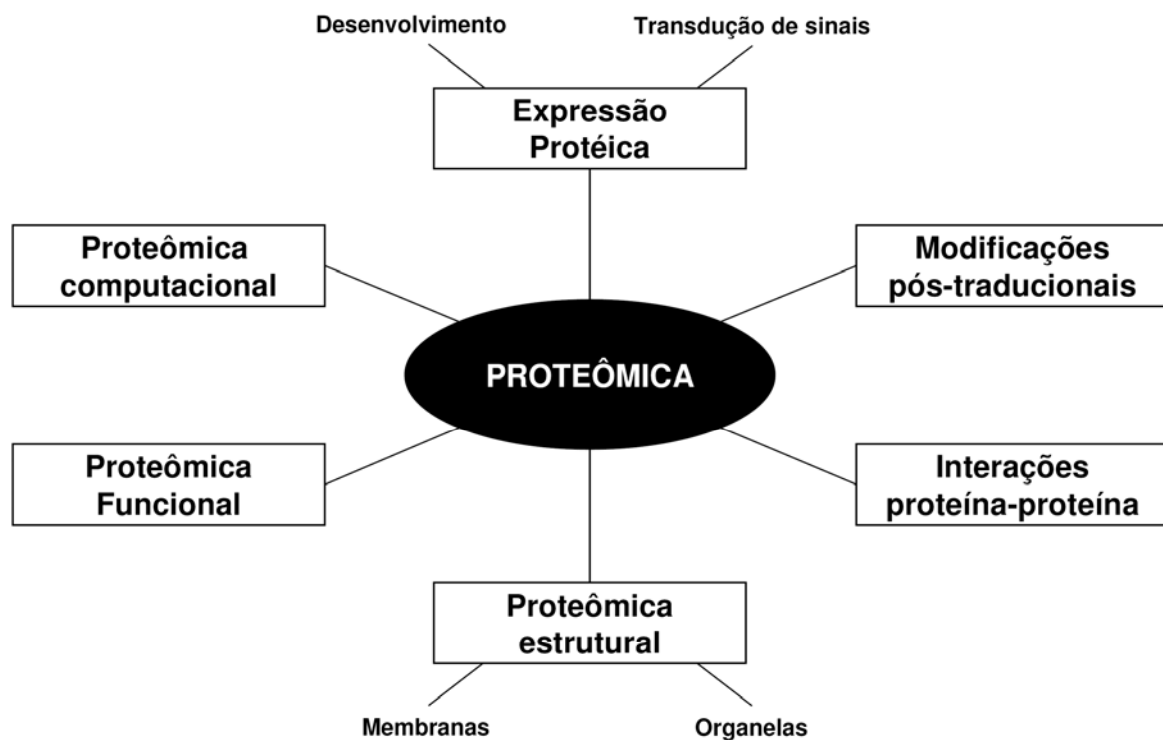 Desenvolvimento
Transdução de sinais
Expressão
Protéica
Proteômica
computacional
Modificações
pós-traducionais
PROTEÔMICA
Proteômica
Funcional
Interações
proteína-proteína
Proteômica
estrutural
Membranas
Organelas